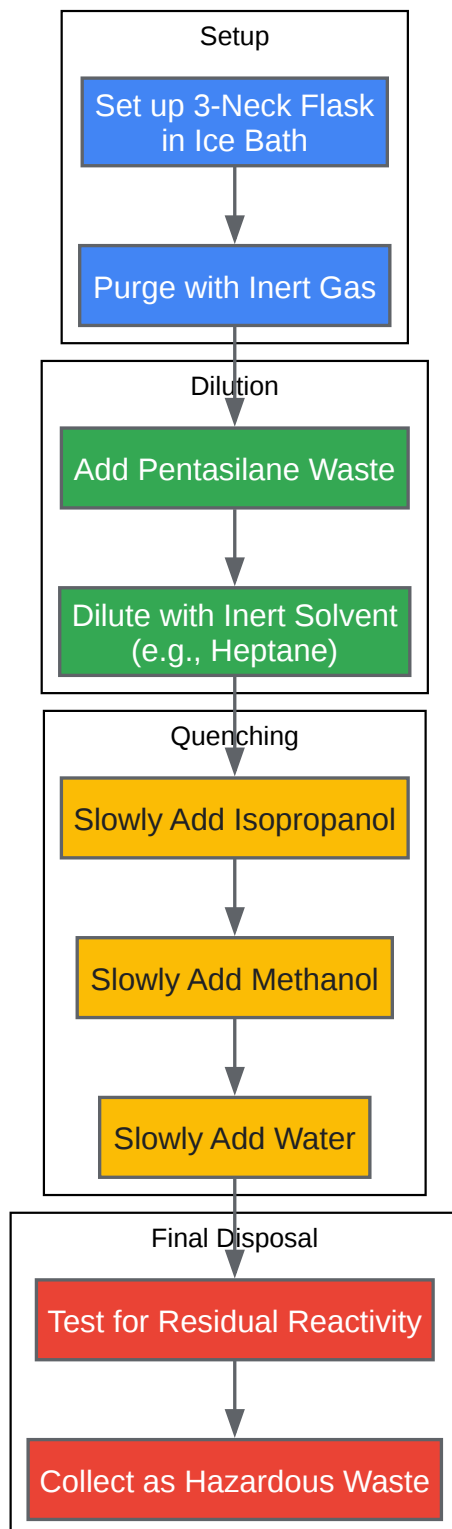 Setup
Set up 3-Neck Flask
in Ice Bath
Purge with Inert Gas
Dilution
Add Pentasilane Waste
Dilute with Inert Solvent
(e.g., Heptane)
Quenching
Slowly Add Isopropanol
Slowly Add Methanol
Slowly Add Water
Final Disposal
Test for Residual Reactivity
Collect as Hazardous Waste